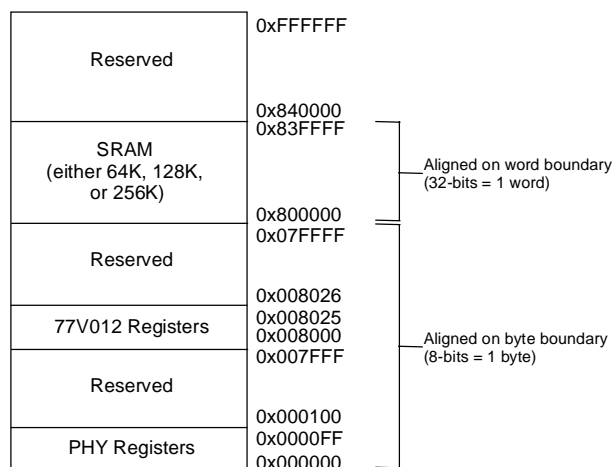 0xFFFFFF
Reserved
0x840000
0x83FFFF
SRAM
(either 64K, 128K,
or 256K)
Aligned on word boundary
(32-bits = 1 word)
0x800000
0x07FFFF
Reserved
0x008026
77V012 Registers
0x008025
0x008000
Aligned on byte boundary
(8-bits = 1 byte)
0x007FFF
Reserved
0x000100
0x0000FF
PHY Registers
0x000000